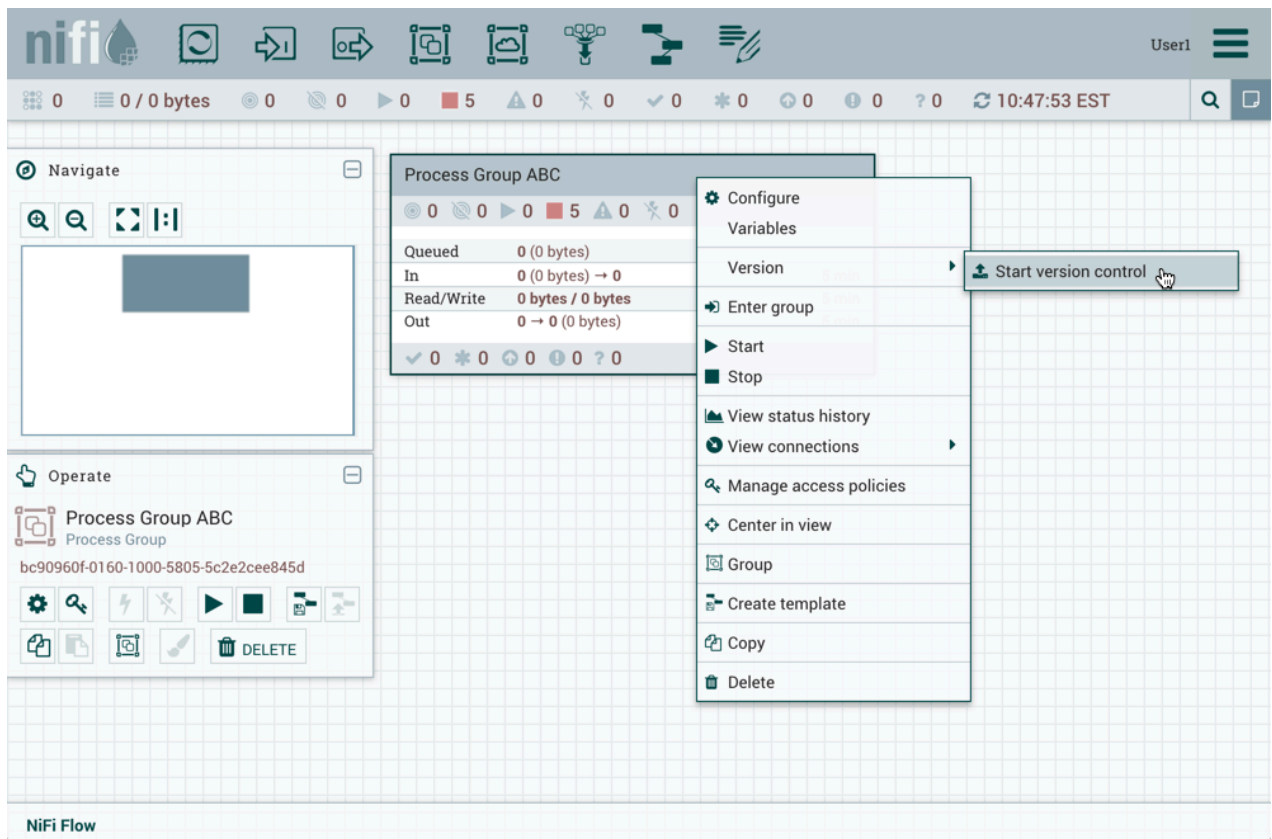 nifi
User1
0 0 / 0 bytes 0 0 0 5 0 0 0 0 0 0 ? 0 10:47:53 EST
Navigate
Process Group ABC
0 0 0 5 0 0
Queued 0 (0 bytes)
In 0 (0 bytes) → 0
Read/Write 0 bytes / 0 bytes
Out 0 → 0 (0 bytes)
0 0 0 0 ? 0
Configure
Variables
Version
Start version control
Enter group
Start
Stop
View status history
View connections
Manage access policies
Center in view
Group
Create template
Copy
Delete
Operate
Process Group ABC
Process Group
bc90960f-0160-1000-5805-5c2e2cee845d
DELETE
NiFi Flow